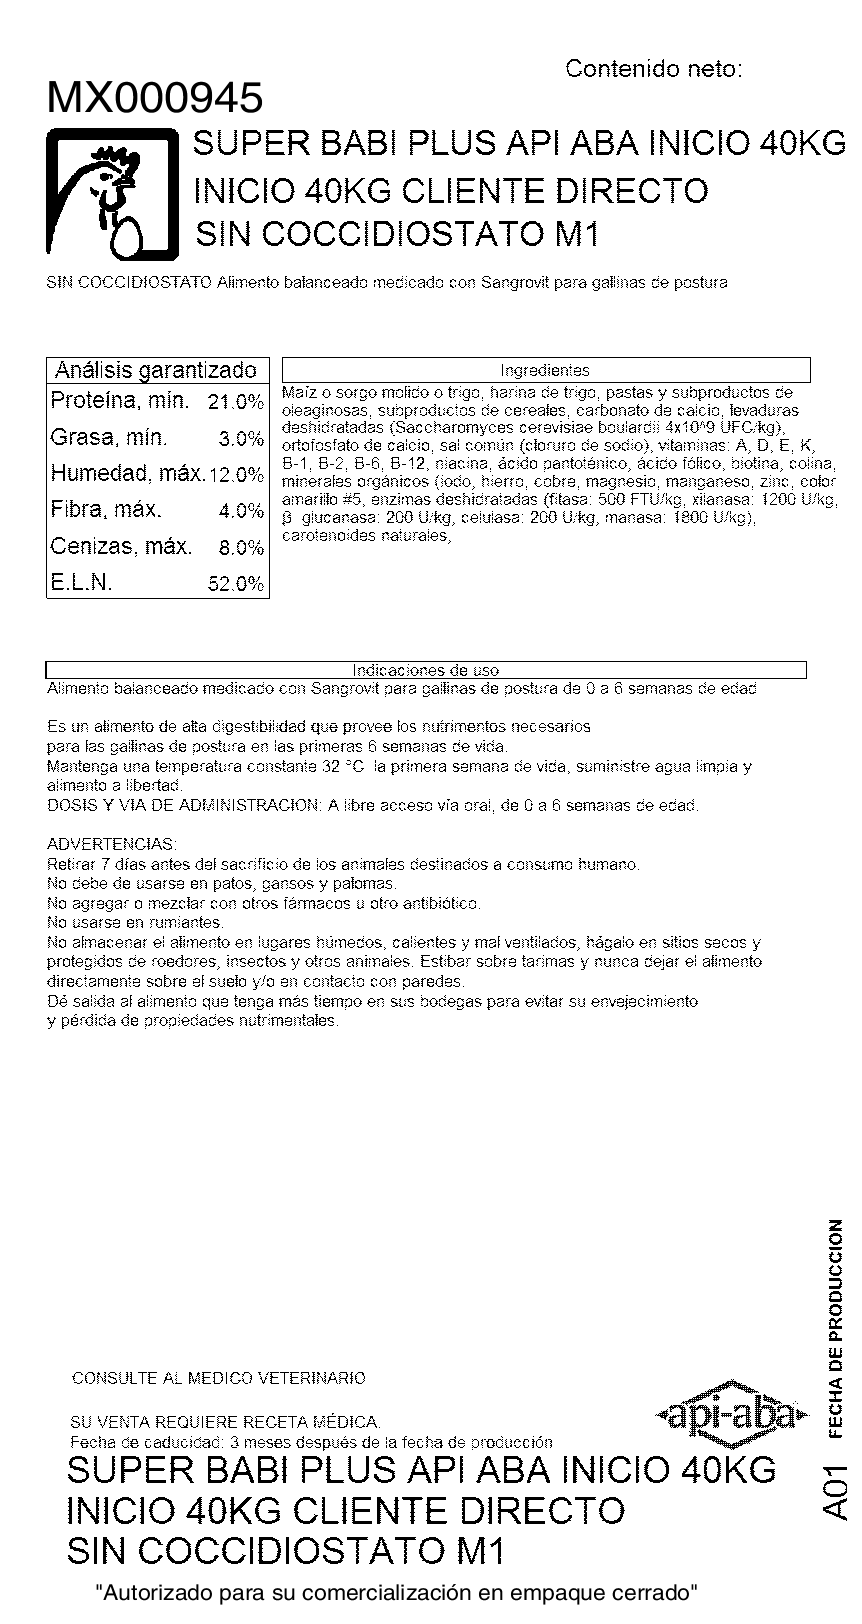 Contenido neto:
MX000945
SUPER BABI PLUS API ABA INICIO 40KG
INICIO 40KG CLIENTE DIRECTO
SIN COCCIDIOSTATO M1
SIN COCCIDIOSTATO Alimento balanceado medicado con Sangrovit para gallinas de postura
Análisis garantizado
Proteína, mín. 21.0%
Grasa, mín. 3.0%
Humedad, máx. 12.0%
Fibra, máx. 4.0%
Cenizas, máx. 8.0%
E.L.N. 52.0%
Ingredientes
Maíz o sorgo molido o trigo, harina de trigo, pastas y subproductos de
oleaginosas, subproductos de cereales, carbonato de calcio, levaduras
deshidratadas (Saccharomyces cerevisiae boulardii 4x10^9 UFC/kg),
ortofosfato de calcio, sal común (cloruro de sodio), vitaminas: A, D, E, K,
B-1, B-2, B-6, B-12, niacina, ácido pantoténico, ácido fólico, biotina, colina,
minerales orgánicos (iodo, hierro, cobre, magnesio, manganeso, zinc, color
amarillo #5, enzimas deshidratadas (fitasa: 500 FTU/kg, xilanasa: 1200 U/kg,
β glucanasa: 200 U/kg, celulasa: 200 U/kg, manasa: 1800 U/kg),
carotenoides naturales,
Indicaciones de uso
Alimento balanceado medicado con Sangrovit para gallinas de postura de 0 a 6 semanas de edad
Es un alimento de alta digestibilidad que provee los nutrimentos necesarios
para las gallinas de postura en las primeras 6 semanas de vida.
Mantenga una temperatura constante 32 °C la primera semana de vida, suministre agua limpia y
alimento a libertad.
DOSIS Y VIA DE ADMINISTRACION: A libre acceso vía oral, de 0 a 6 semanas de edad.
ADVERTENCIAS:
Retirar 7 días antes del sacrificio de los animales destinados a consumo humano.
No debe de usarse en patos, gansos y palomas.
No agregar o mezclar con otros fármacos u otro antibiótico.
No usarse en rumiantes.
No almacenar el alimento en lugares húmedos, calientes y mal ventilados, hágalo en sitios secos y
protegidos de roedores, insectos y otros animales. Estibar sobre tarimas y nunca dejar el alimento
directamente sobre el suelo y/o en contacto con paredes.
Dé salida al alimento que tenga más tiempo en sus bodegas para evitar su envejecimiento
y pérdida de propiedades nutrimentales.
FECHA DE PRODUCCION
A01
CONSULTE AL MEDICO VETERINARIO
SU VENTA REQUIERE RECETA MÉDICA.
Fecha de caducidad: 3 meses después de la fecha de producción
api-aba
SUPER BABI PLUS API ABA INICIO 40KG
INICIO 40KG CLIENTE DIRECTO
SIN COCCIDIOSTATO M1
"Autorizado para su comercialización en empaque cerrado"